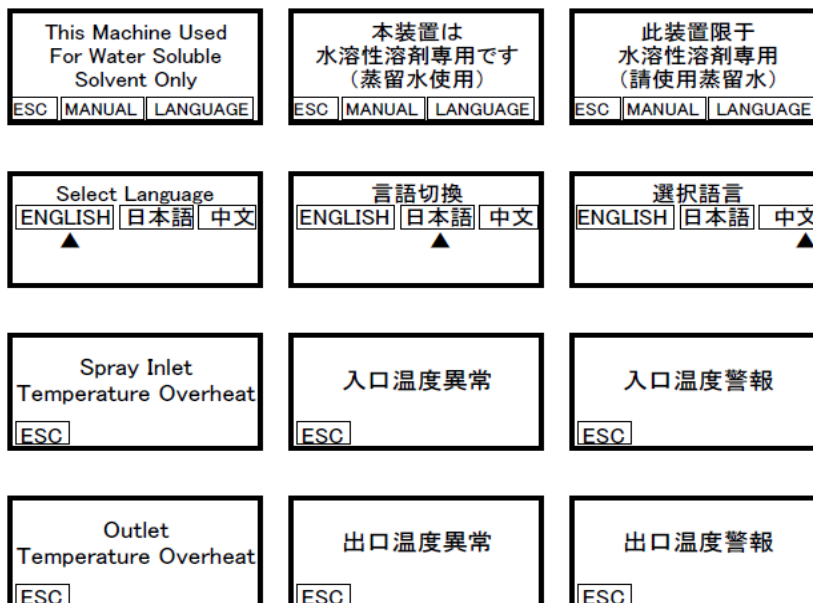 This Machine Used
For Water Soluble
Solvent Only
ESC MANUAL LANGUAGE
本装置は
水溶性溶剤専用です
（蒸留水使用）
ESC MANUAL LANGUAGE
此装置限于
水溶性溶剤専用
（請使用蒸留水）
ESC MANUAL LANGUAGE
Select Language
ENGLISH 日本語 中文
▲
言語切換
ENGLISH 日本語 中文
▲
選択語言
ENGLISH 日本語 中文
▲
Spray Inlet
Temperature Overheat
ESC
入口温度異常
ESC
入口温度警報
ESC
Outlet
Temperature Overheat
ESC
出口温度異常
ESC
出口温度警報
ESC